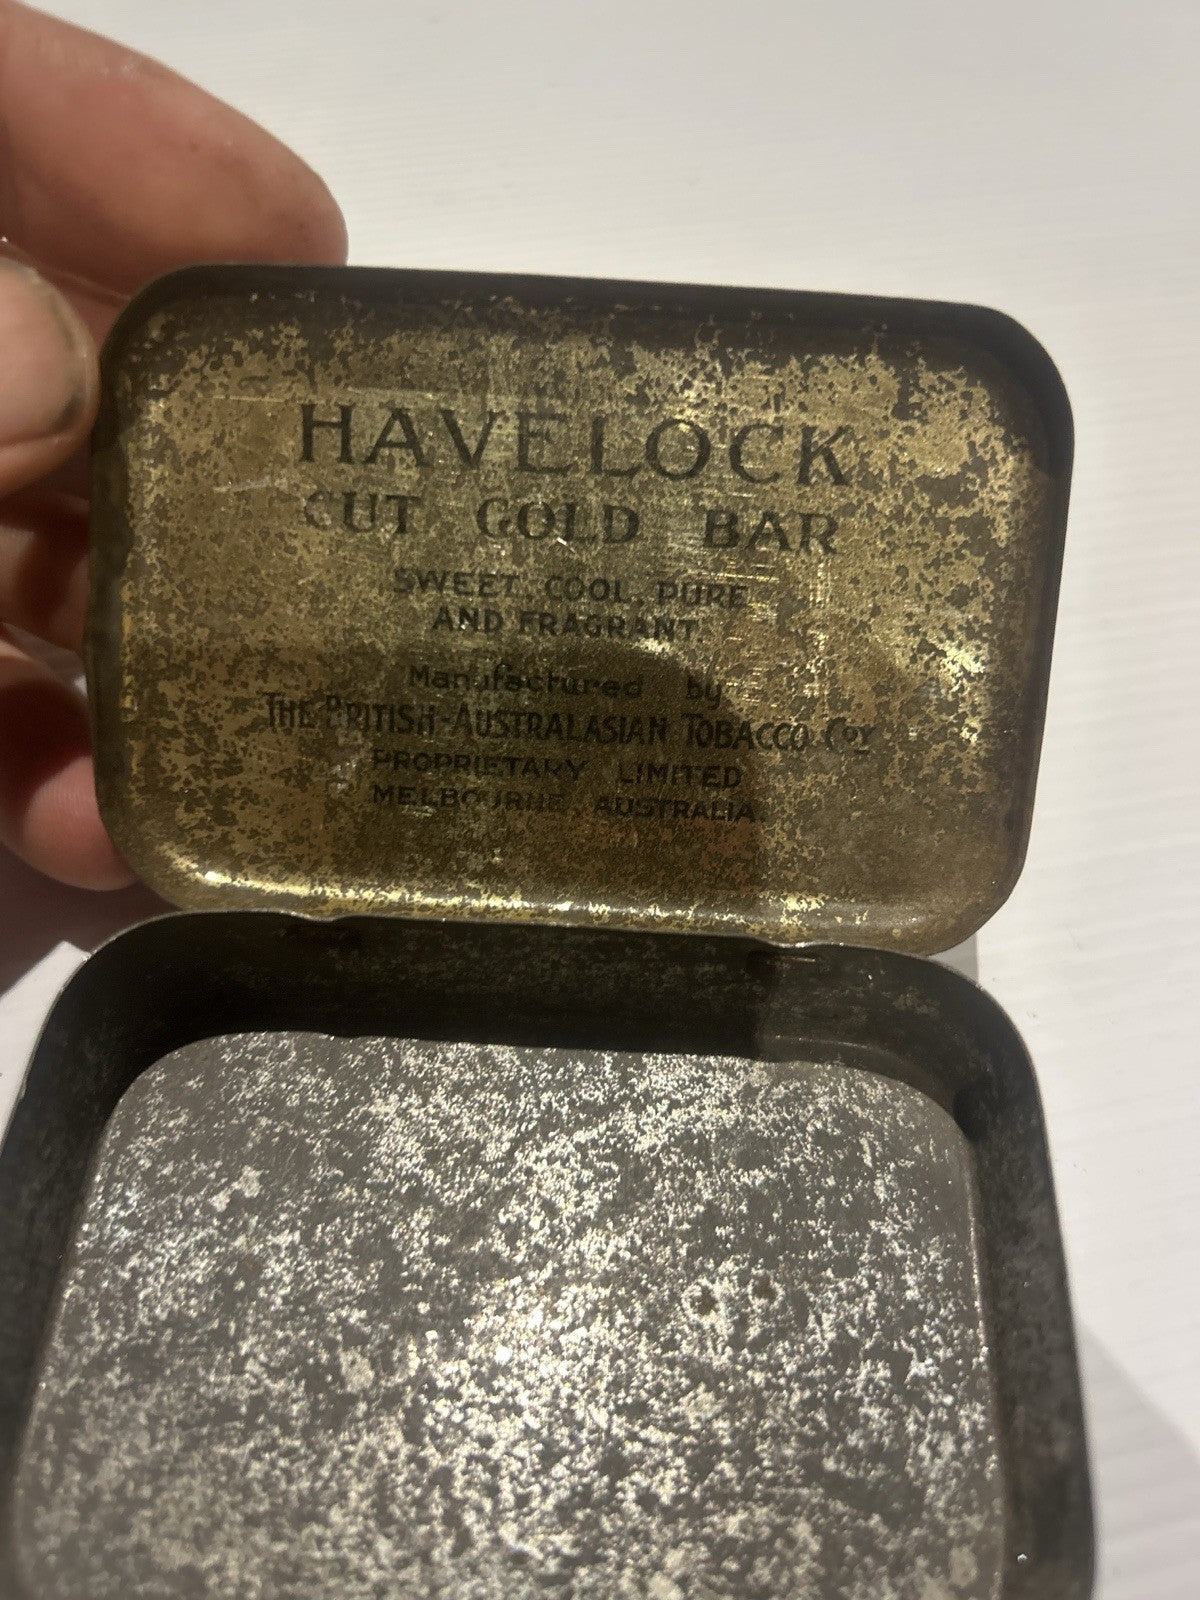 HAVELOCK
CUT GOLD BAR
SWEET, COOL, PURE
AND FRAGRANT.
Manufactured by
THE BRITISH-AUSTRALASIAN TOBACCO COY
PROPRIETARY LIMITED
MELBOURNE, AUSTRALIA.